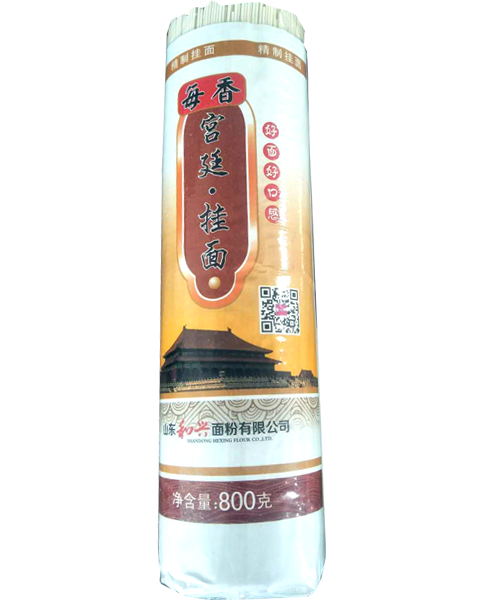 精制挂面 精制挂面
每香
宫廷·挂面
好面好口感
山东和兴面粉有限公司
SHANDONG HEXING FLOUR CO.,LTD.
净含量:800克